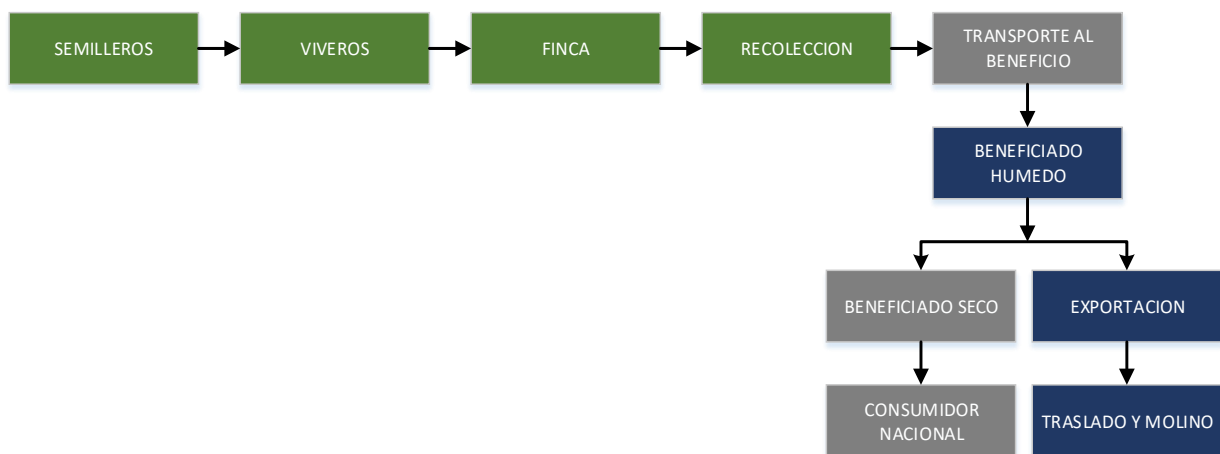 SEMILLEROS
VIVEROS
FINCA
RECOLECCION
TRANSPORTE AL
BENEFICIO
BENEFICIADO
HUMEDO
BENEFICIADO SECO
EXPORTACION
CONSUMIDOR
NACIONAL
TRASLADO Y MOLINO